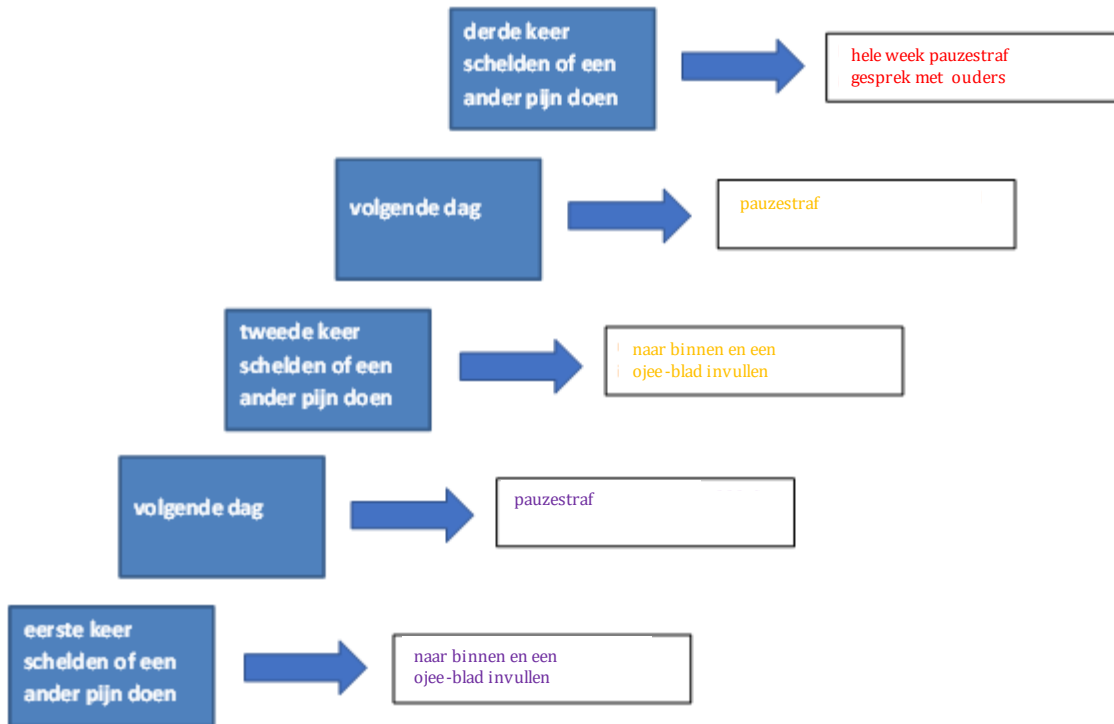 derde keer
schelden of een
ander pijn doen
hele week pauzestraf
gesprek met ouders
volgende dag
pauzestraf
tweede keer
schelden of een
ander pijn doen
naar binnen en een
ojee-blad invullen
volgende dag
pauzestraf
eerste keer
schelden of een
ander pijn doen
naar binnen en een
ojee-blad invullen